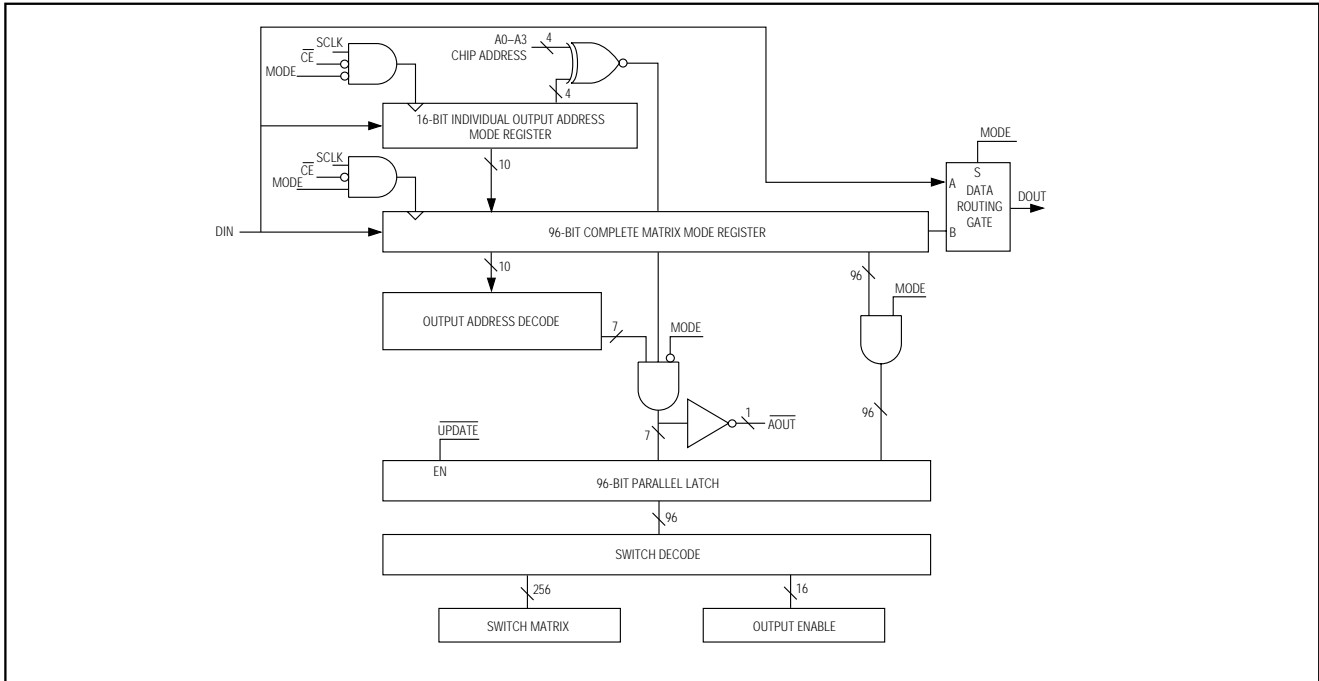 SCLK
CE
MODE
A0–A3
CHIP ADDRESS
4
4
16-BIT INDIVIDUAL OUTPUT ADDRESS
MODE REGISTER
SCLK
CE
MODE
10
MODE
S
A
DATA
ROUTING
GATE
B
DOUT
DIN
96-BIT COMPLETE MATRIX MODE REGISTER
10
96
MODE
OUTPUT ADDRESS DECODE
7
MODE
1
AOUT
7
96
UPDATE
EN
96-BIT PARALLEL LATCH
96
SWITCH DECODE
256
16
SWITCH MATRIX
OUTPUT ENABLE